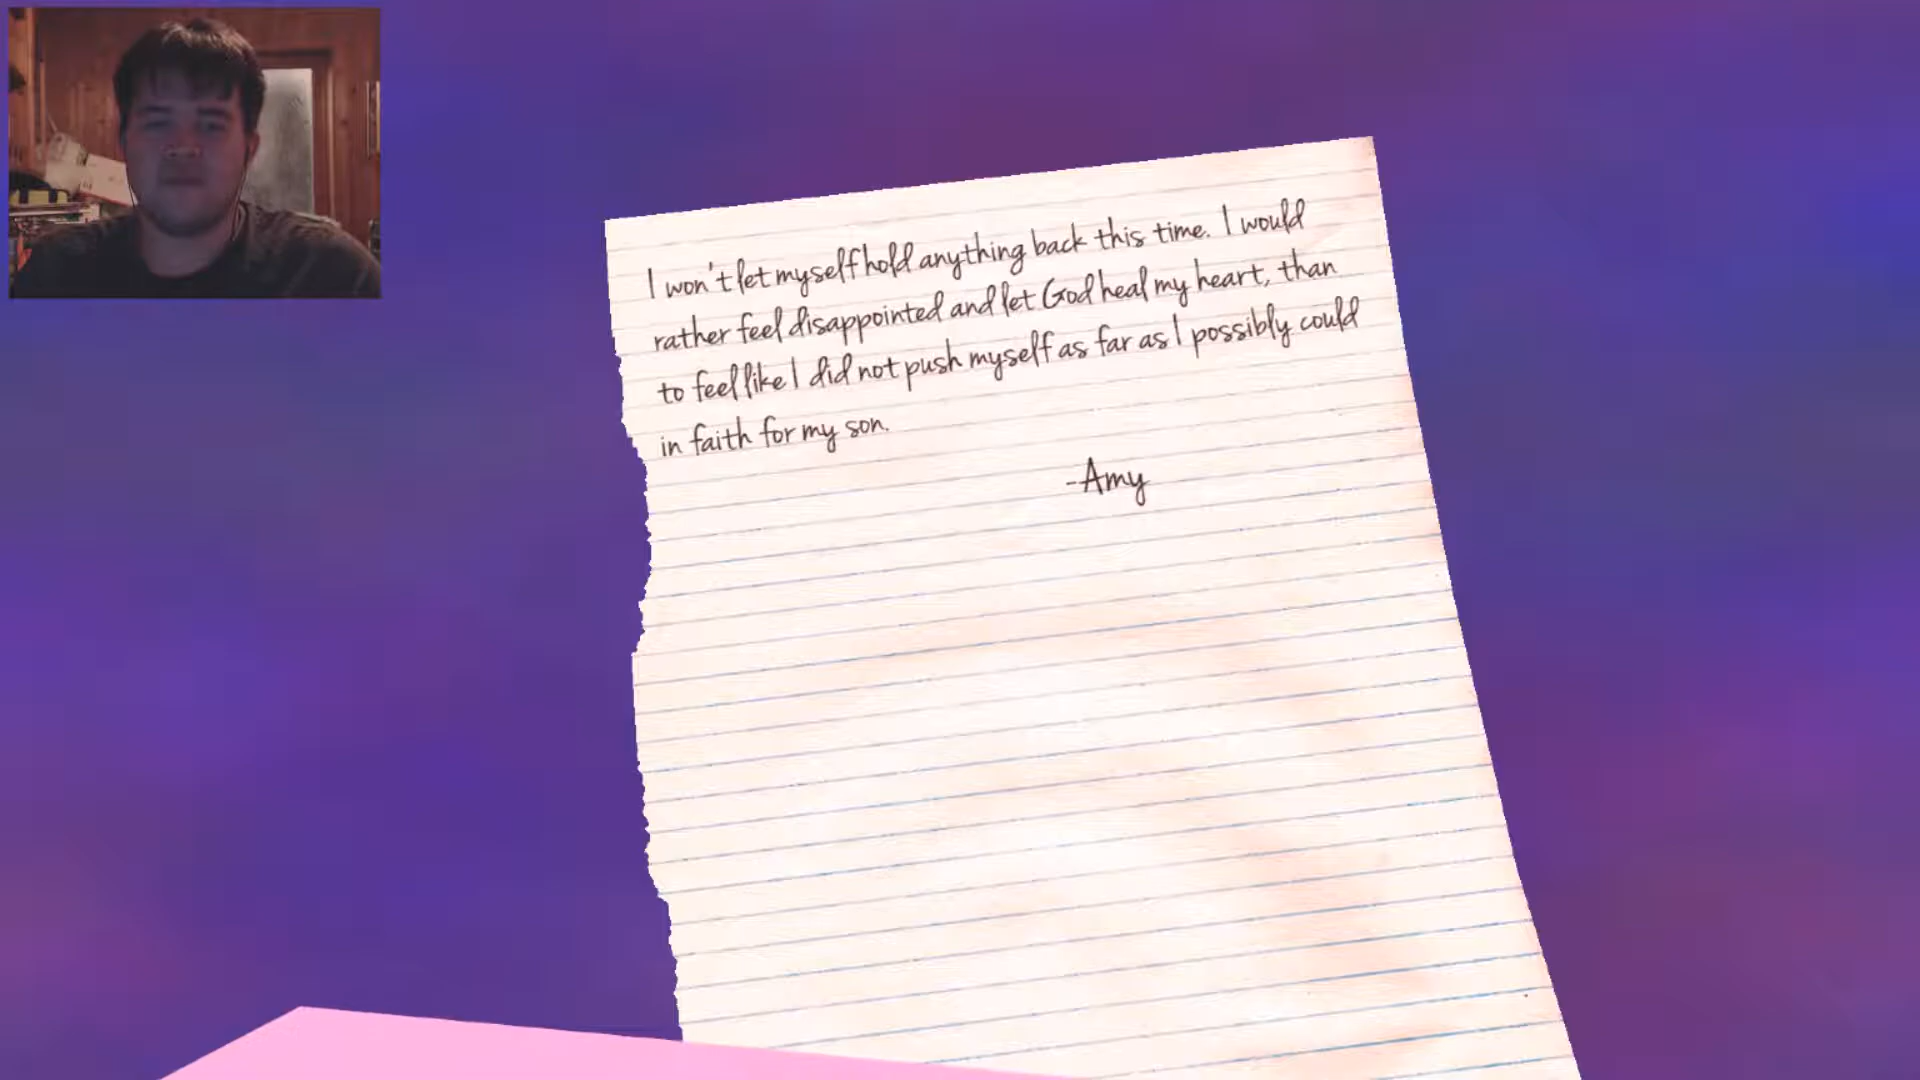 I won't let myself hold anything back this time. I would
rather feel disappointed and let God heal my heart, than
to feel like I did not push myself as far as I possibly could
in faith for my son.
-Amy